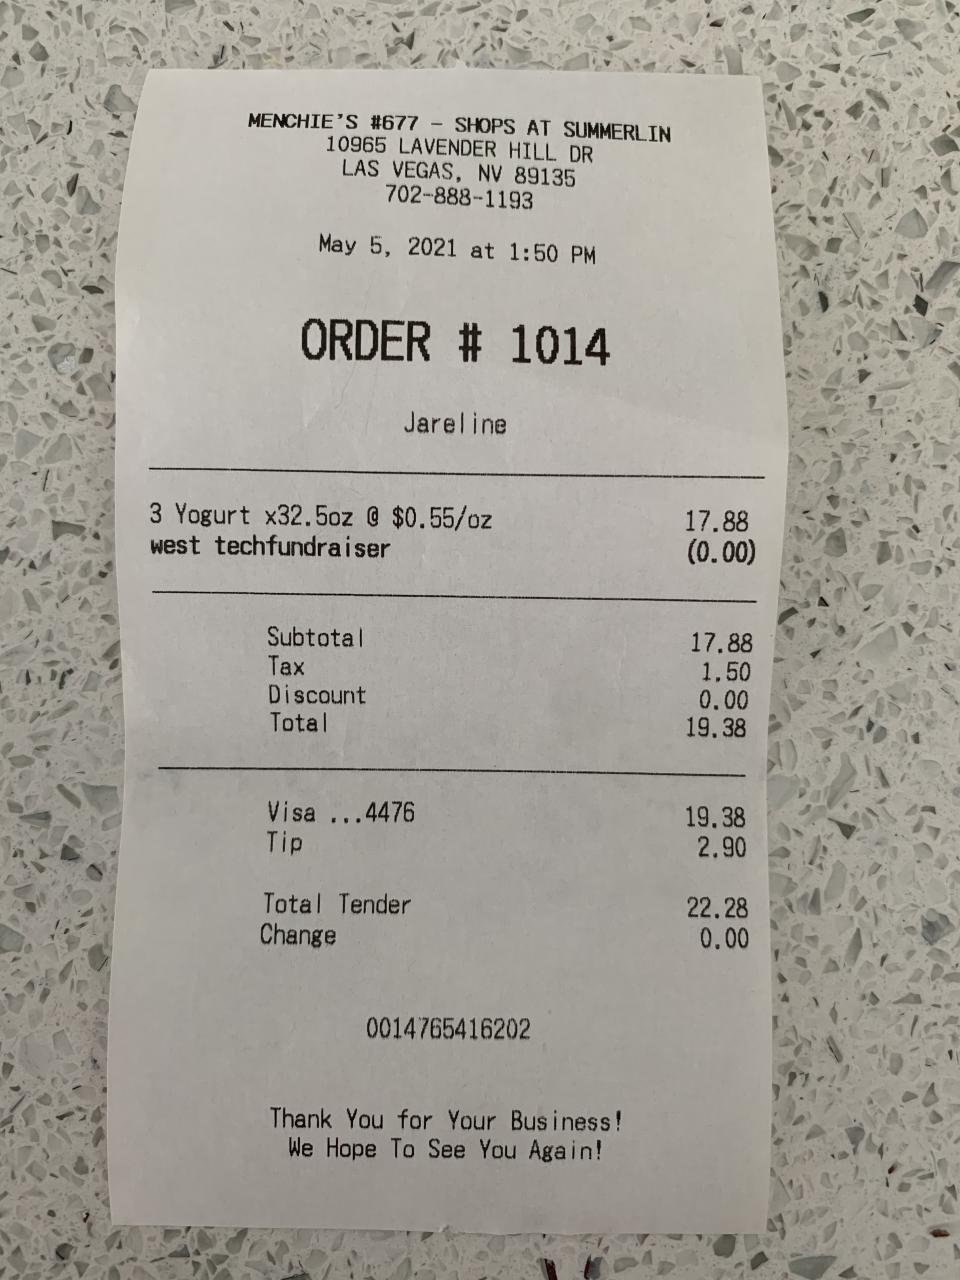 MENCHIE'S #677 - SHOPS AT SUMMERLIN
10965 LAVENDER HILL DR
LAS VEGAS, NV 89135
702-888-1193
May 5, 2021 at 1:50 PM
ORDER # 1014
Jareline
3 Yogurt x32.5oz @ $0.55/oz 17.88
west techfundraiser (0.00)
Subtotal 17.88
Tax 1.50
Discount 0.00
Total 19.38
Visa ...4476 19.38
Tip 2.90
Total Tender 22.28
Change 0.00
0014765416202
Thank You for Your Business!
We Hope To See You Again!